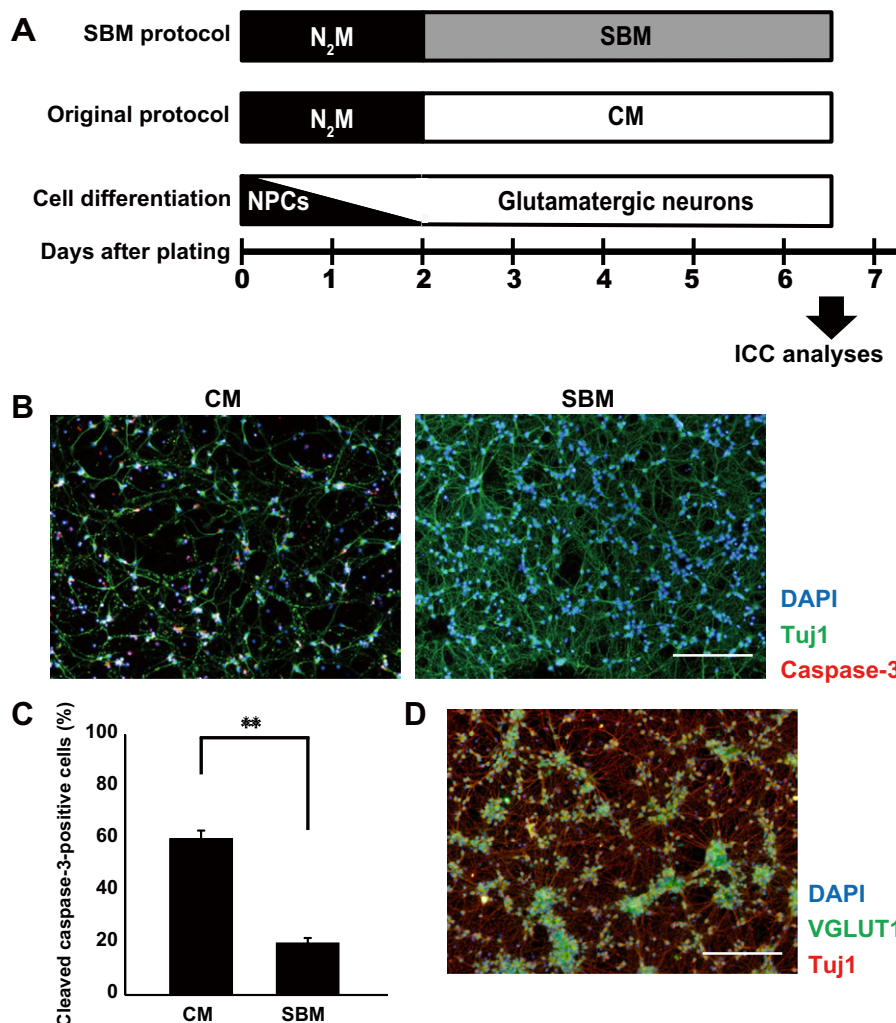 A
SBM protocol
N2M
SBM
Original protocol
N2M
CM
Cell differentiation
NPCs
Glutamatergic neurons
Days after plating
0 1 2 3 4 5 6 7
ICC analyses
B
CM
SBM
DAPI
Tuj1
Caspase-3
C
Cleaved caspase-3-positive cells (%)
100
80
60
40
20
0
**
CM
SBM
D
DAPI
VGLUT1
Tuj1